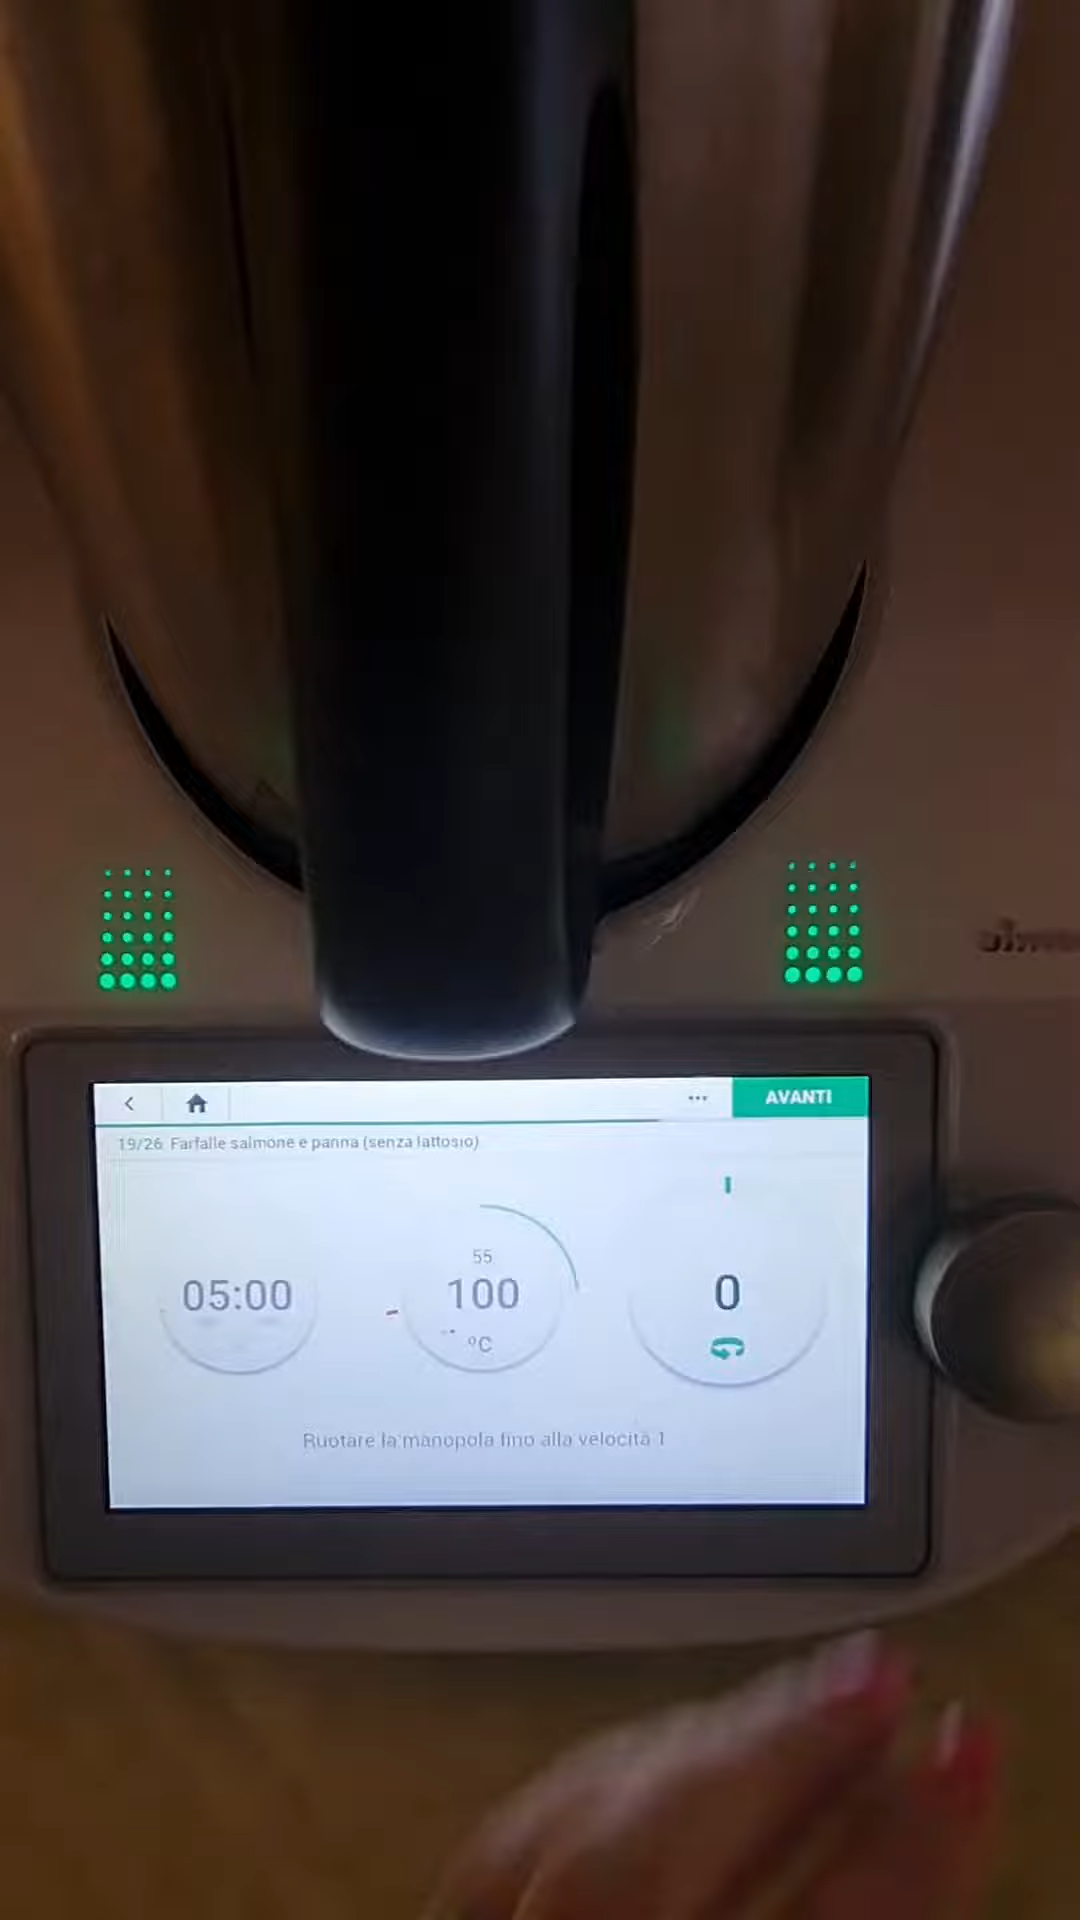 AVANTI
19/26 Farfalle salmone e panna (senza lattosio)
05:00
55
100
°C
0
Ruotare la manopola fino alla velocità 1